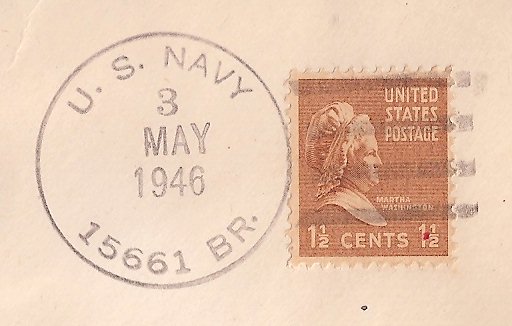 U. S. NAVY
3
MAY
1946
15661 BR.
UNITED
STATES
POSTAGE
MARTHA
WASHINGTON
1½ CENTS 1½